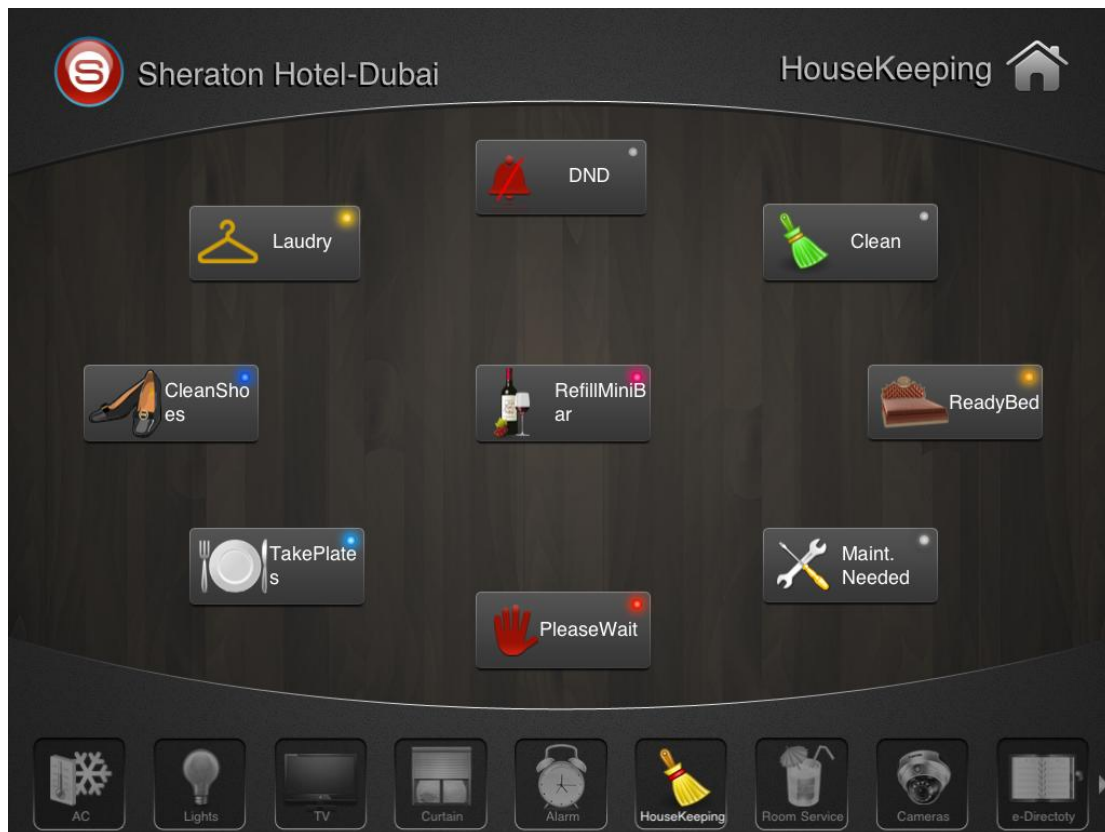 S
Sheraton Hotel-Dubai
HouseKeeping
DND
Laudry
Clean
CleanSho
es
RefillMiniB
ar
ReadyBed
TakePlate
s
Maint.
Needed
PleaseWait
AC
Lights
TV
Curtain
Alarm
HouseKeeping
Room Service
Cameras
e-Directoty